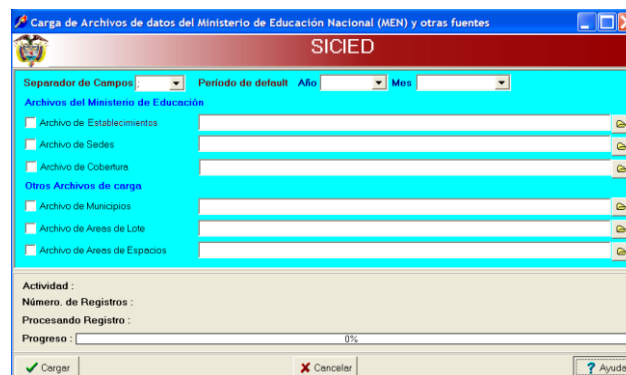 Carga de Archivos de datos del Ministerio de Educación Nacional (MEN) y otras fuentes
SICIED
Separador de Campos ; Período de default Año Mes
Archivos del Ministerio de Educación
Archivo de Establecimientos
Archivo de Sedes
Archivo de Cobertura
Otros Archivos de carga
Archivo de Municipios
Archivo de Areas de Lote
Archivo de Areas de Espacios
Actividad :
Número. de Registros :
Procesando Registro :
Progreso : 0%
Cargar Cancelar ? Ayuda